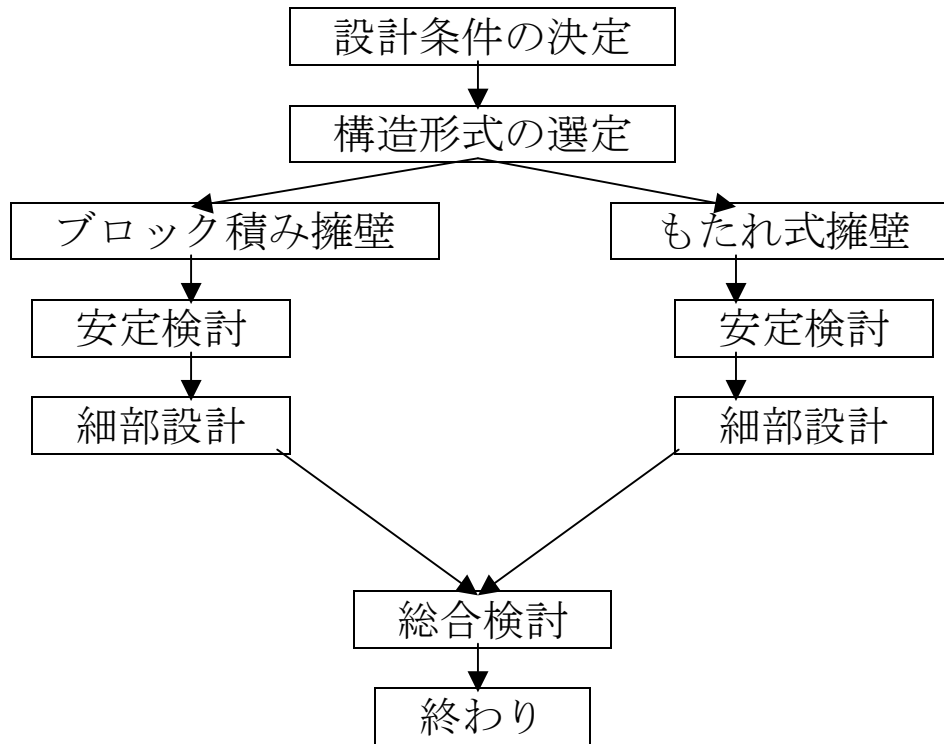 設計条件の決定
構造形式の選定
ブロック積み擁壁
もたれ式擁壁
安定検討
安定検討
細部設計
細部設計
総合検討
終わり